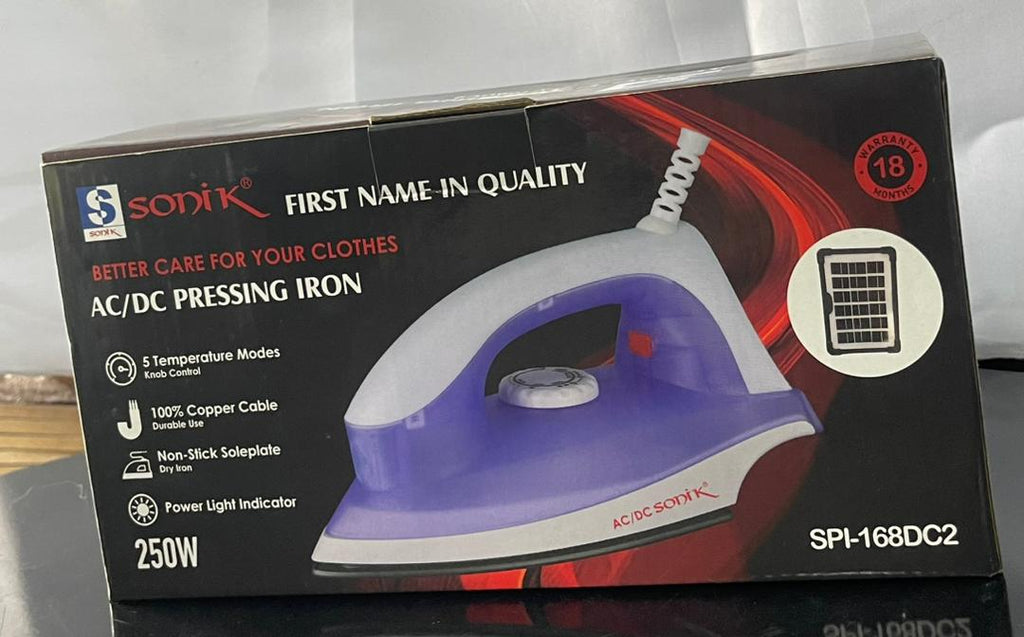 SONIK
sonik®
FIRST NAME IN QUALITY
WARRANTY
18
MONTHS
BETTER CARE FOR YOUR CLOTHES
AC/DC PRESSING IRON
5 Temperature Modes
Knob Control
100% Copper Cable
Durable Use
Non-Stick Soleplate
Dry Iron
Power Light Indicator
250W
AC/DC SONIK®
SPI-168DC2
SPI-168DC2